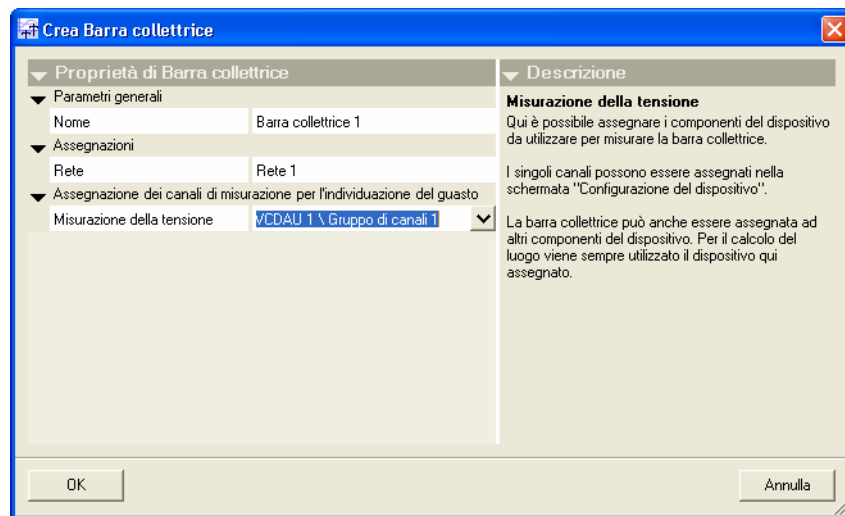 Crea Barra collettrice
Proprietà di Barra collettrice
Parametri generali
Nome Barra collettrice 1
Assegnazioni
Rete Rete 1
Assegnazione dei canali di misurazione per l'individuazione del guasto
Misurazione della tensione VCDAU 1 \ Gruppo di canali 1
Descrizione
Misurazione della tensione
Qui è possibile assegnare i componenti del dispositivo
da utilizzare per misurare la barra collettrice.
I singoli canali possono essere assegnati nella
schermata "Configurazione del dispositivo".
La barra collettrice può anche essere assegnata ad
altri componenti del dispositivo. Per il calcolo del
luogo viene sempre utilizzato il dispositivo qui
assegnato.
OK
Annulla